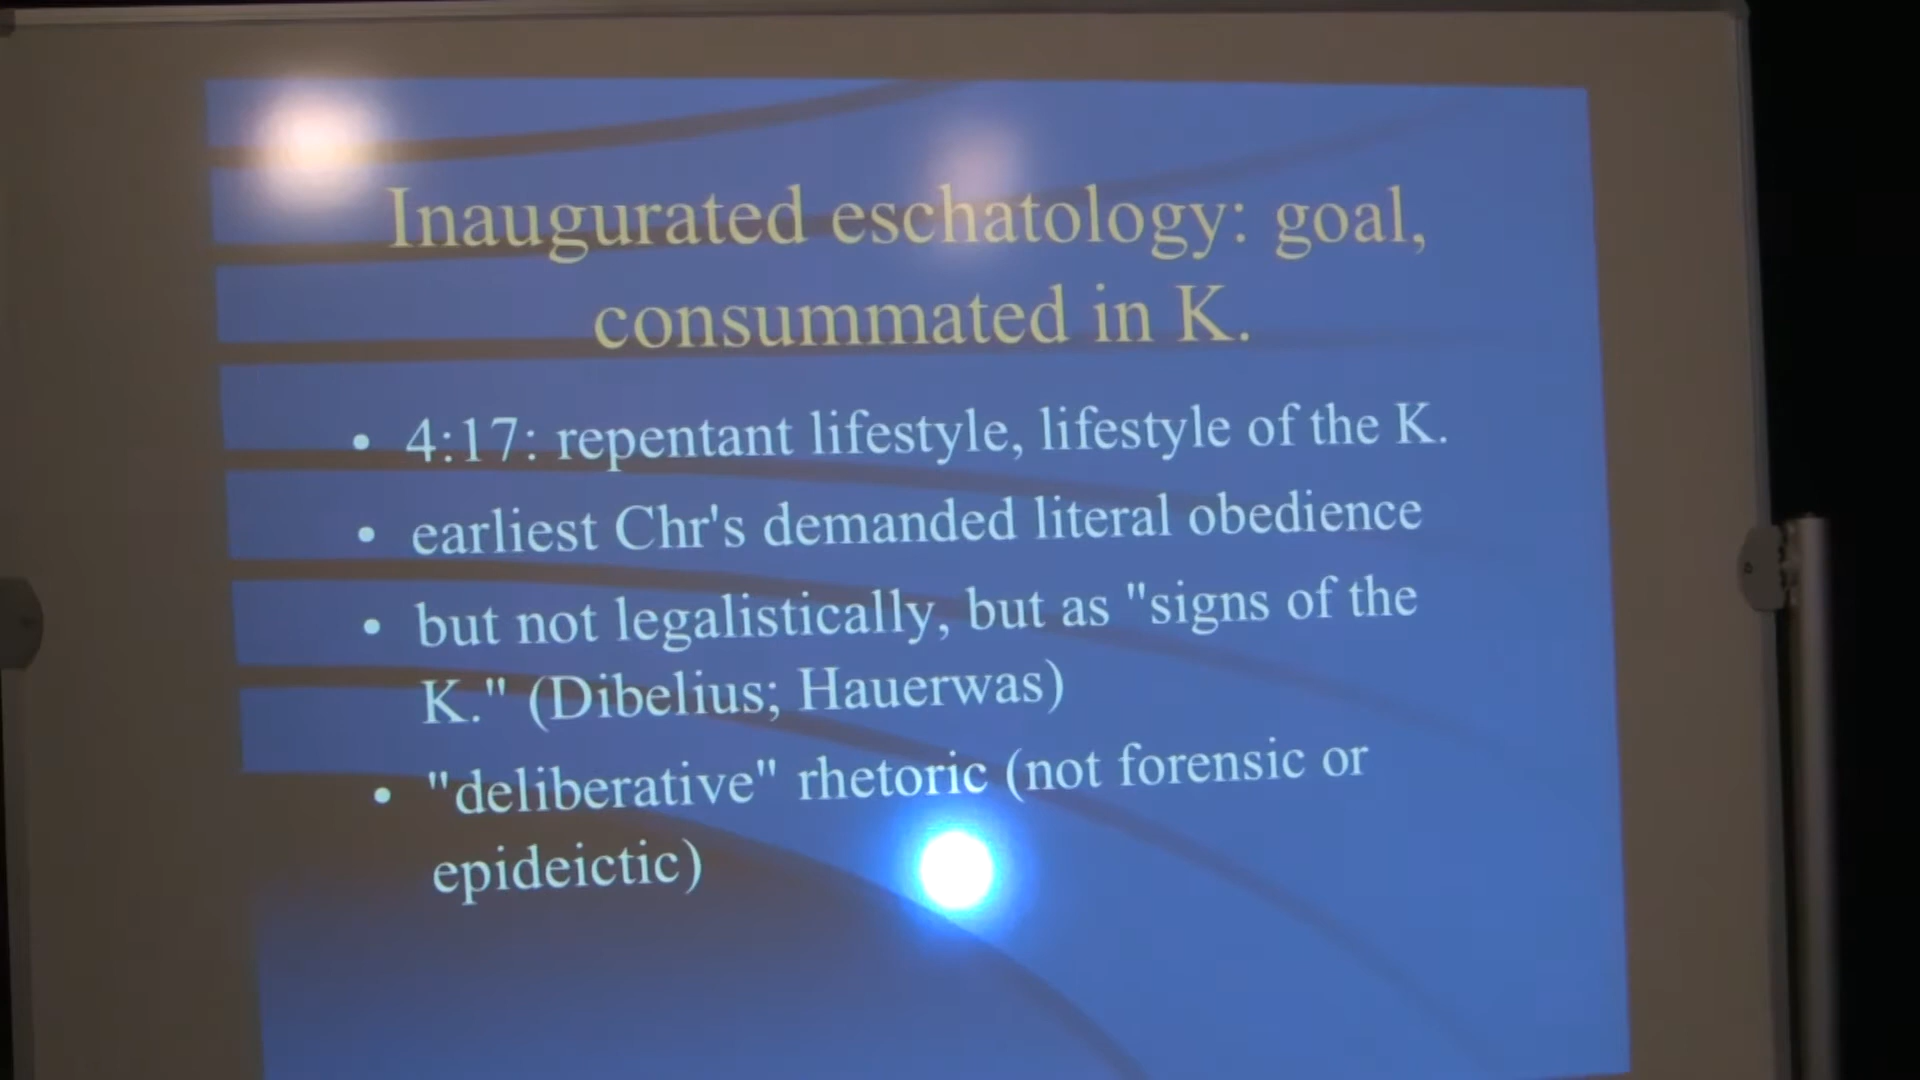 Inaugurated eschatology: goal,
consummated in K.
• 4:17: repentant lifestyle, lifestyle of the K.
• earliest Chr's demanded literal obedience
• but not legalistically, but as "signs of the
K." (Dibelius; Hauerwas)
• "deliberative" rhetoric (not forensic or
epideictic)